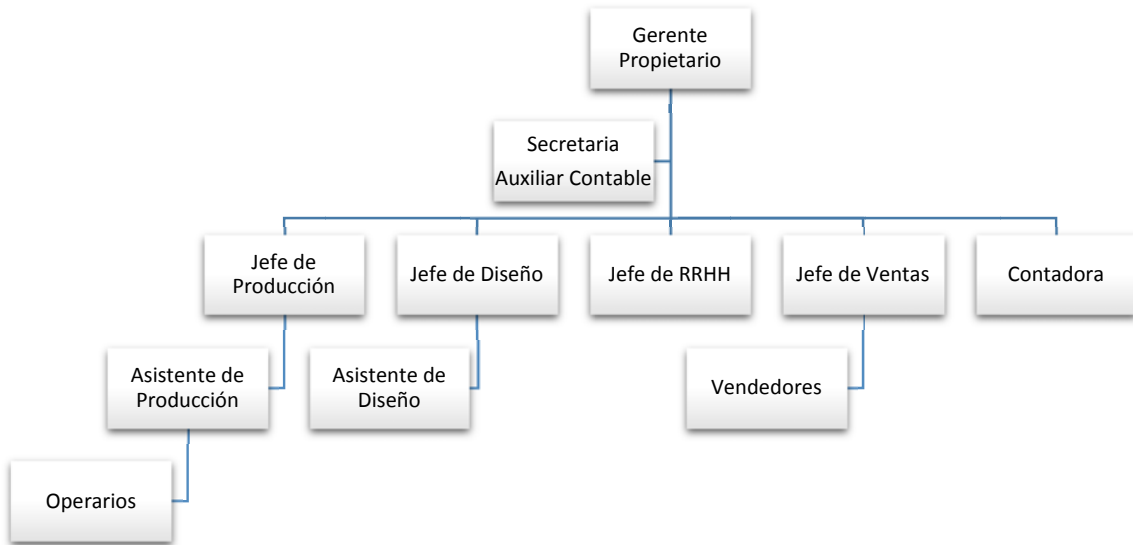 Gerente
Propietario
Secretaria
Auxiliar Contable
Jefe de
Producción
Jefe de Diseño
Jefe de RRHH
Jefe de Ventas
Contadora
Asistente de
Producción
Asistente de
Diseño
Vendedores
Operarios